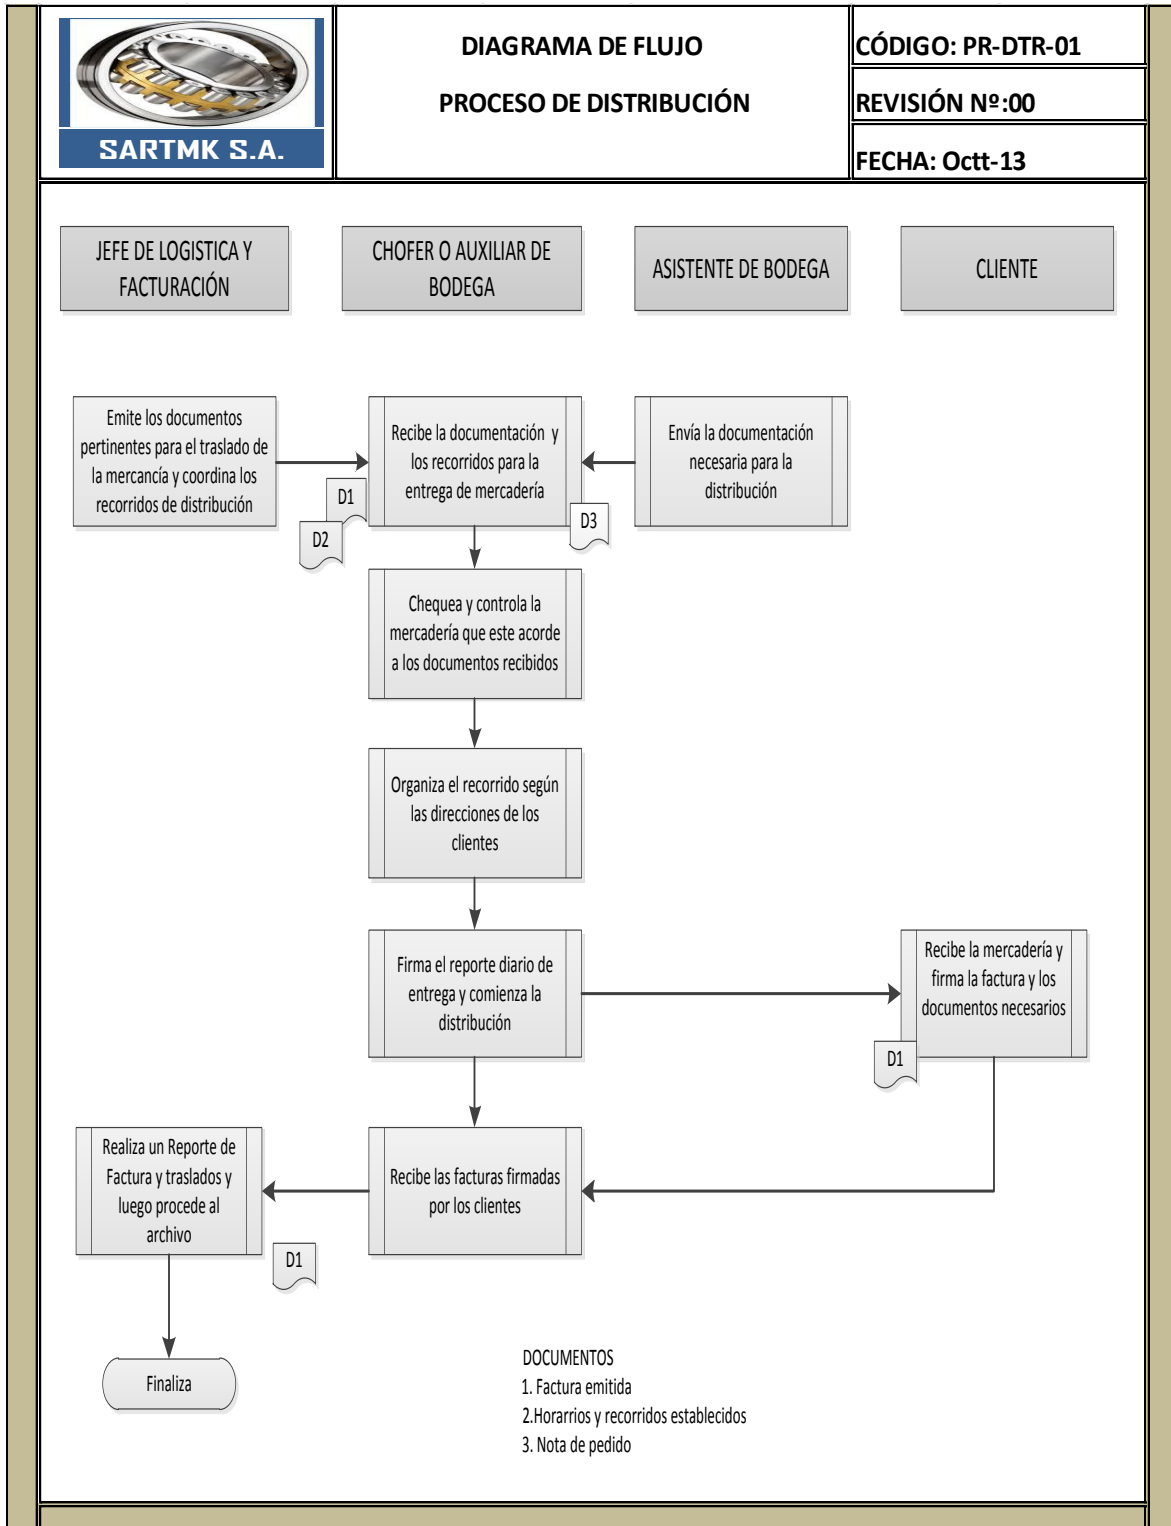 SARTMK S.A.
DIAGRAMA DE FLUJO
PROCESO DE DISTRIBUCIÓN
CÓDIGO: PR-DTR-01
REVISIÓN Nº:00
FECHA: Octt-13
JEFE DE LOGISTICA Y
FACTURACIÓN
CHOFER O AUXILIAR DE
BODEGA
ASISTENTE DE BODEGA
CLIENTE
Emite los documentos
pertinentes para el traslado de
la mercancía y coordina los
recorridos de distribución
D1
D2
Recibe la documentación y
los recorridos para la
entrega de mercadería
D3
Envía la documentación
necesaria para la
distribución
Chequea y controla la
mercadería que este acorde
a los documentos recibidos
Organiza el recorrido según
las direcciones de los
clientes
Firma el reporte diario de
entrega y comienza la
distribución
Recibe la mercadería y
firma la factura y los
documentos necesarios
D1
Realiza un Reporte de
Factura y traslados y
luego procede al
archivo
D1
Recibe las facturas firmadas
por los clientes
Finaliza
DOCUMENTOS
1. Factura emitida
2.Horarrios y recorridos establecidos
3. Nota de pedido